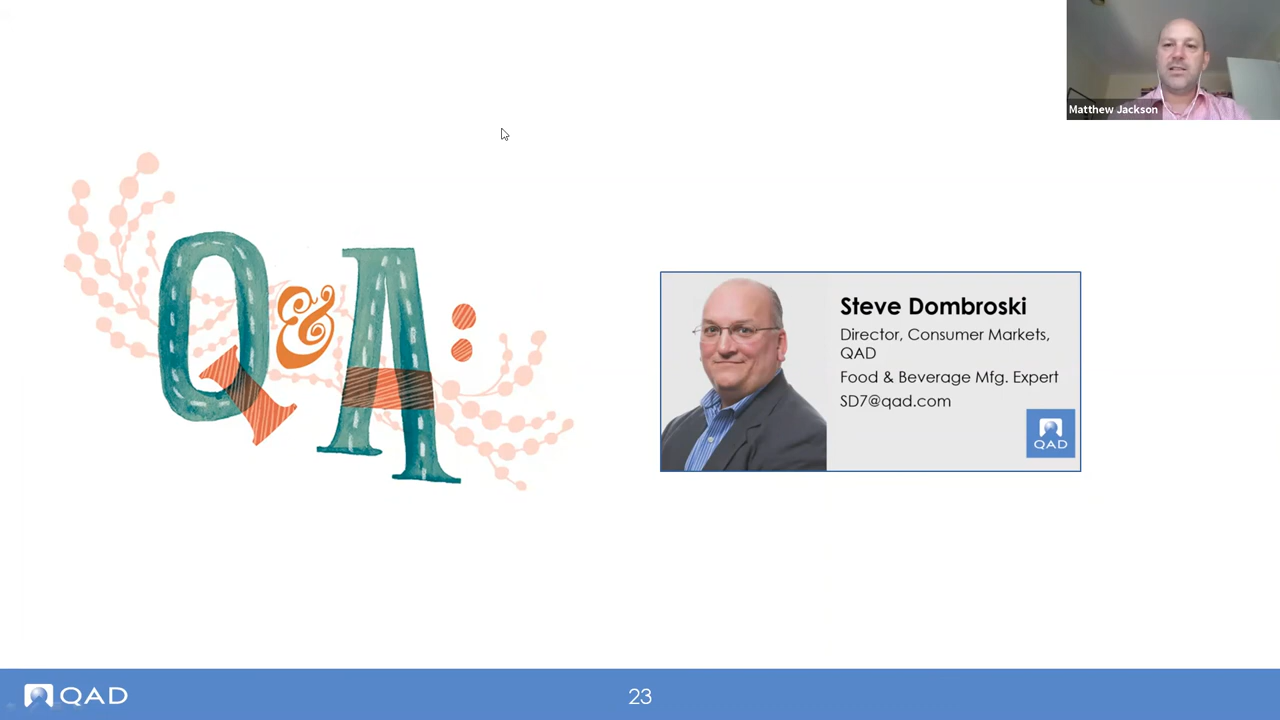 Matthew Jackson
Q & A:
Steve Dombroski
Director, Consumer Markets,
QAD
Food & Beverage Mfg. Expert
SD7@qad.com
QAD
QAD
23